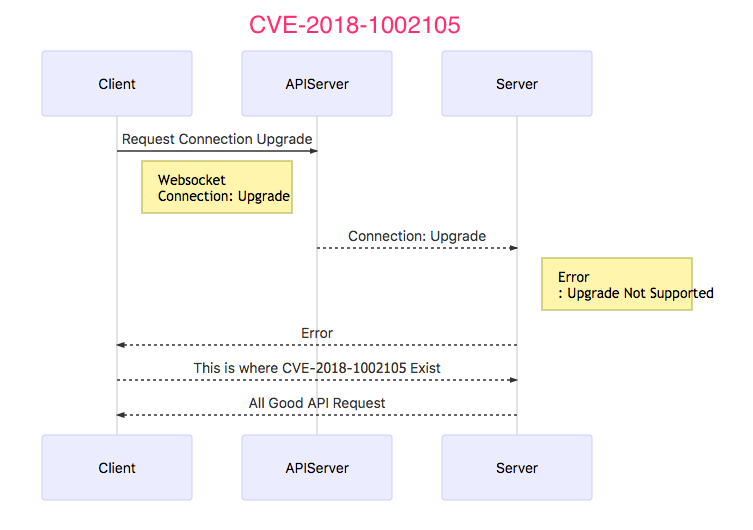 CVE-2018-1002105
Client
APIServer
Server
Request Connection Upgrade
Websocket
Connection: Upgrade
Connection: Upgrade
Error
: Upgrade Not Supported
Error
This is where CVE-2018-1002105 Exist
All Good API Request
Client
APIServer
Server